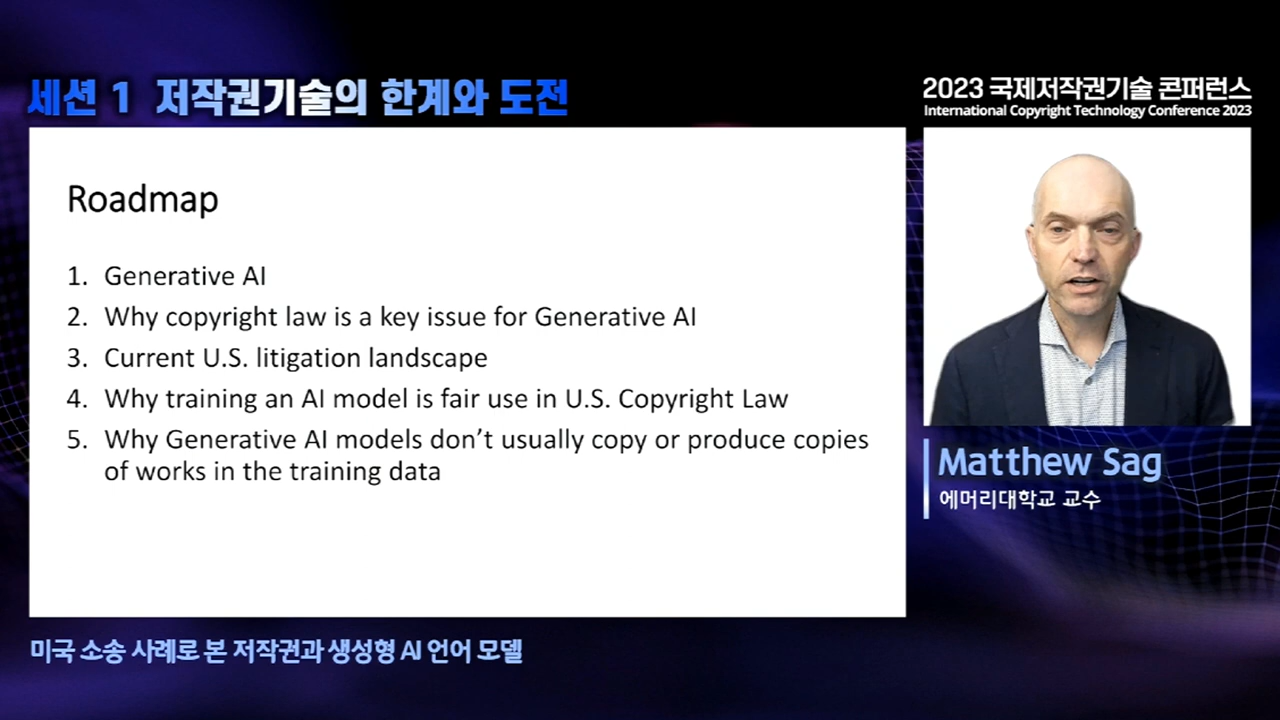 세션 1 저작권기술의 한계와 도전
2023 국제저작권기술 콘퍼런스
International Copyright Technology Conference 2023
Roadmap
1. Generative AI
2. Why copyright law is a key issue for Generative AI
3. Current U.S. litigation landscape
4. Why training an AI model is fair use in U.S. Copyright Law
5. Why Generative AI models don't usually copy or produce copies
of works in the training data
Matthew Sag
에머리대학교 교수
미국 소송 사례로 본 저작권과 생성형 AI 언어 모델